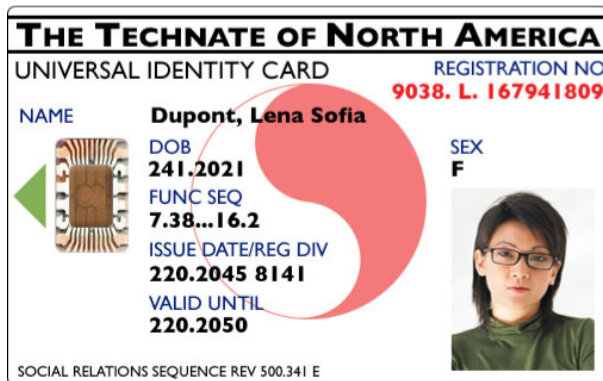 THE TECHNATE OF NORTH AMERICA
UNIVERSAL IDENTITY CARD
REGISTRATION NO
9038. L. 167941809
NAME
Dupont, Lena Sofia
DOB
241.2021
SEX
F
FUNC SEQ
7.38...16.2
ISSUE DATE/REG DIV
220.2045 8141
VALID UNTIL
220.2050
SOCIAL RELATIONS SEQUENCE REV 500.341 E